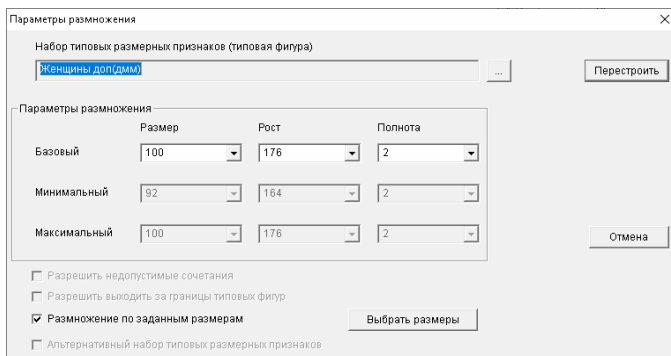 Параметры размножения
Набор типовых размерных признаков (типовая фигура)
Женщины доп(дмм)
...
Перестроить
Параметры размножения
Размер Рост Полнота
Базовый 100 176 2
Минимальный 92 164 2
Максимальный 100 176 2
Отмена
Разрешить недопустимые сочетания
Разрешить выходить за границы типовых фигур
Размножение по заданным размерам
Выбрать размеры
Альтернативный набор типовых размерных признаков